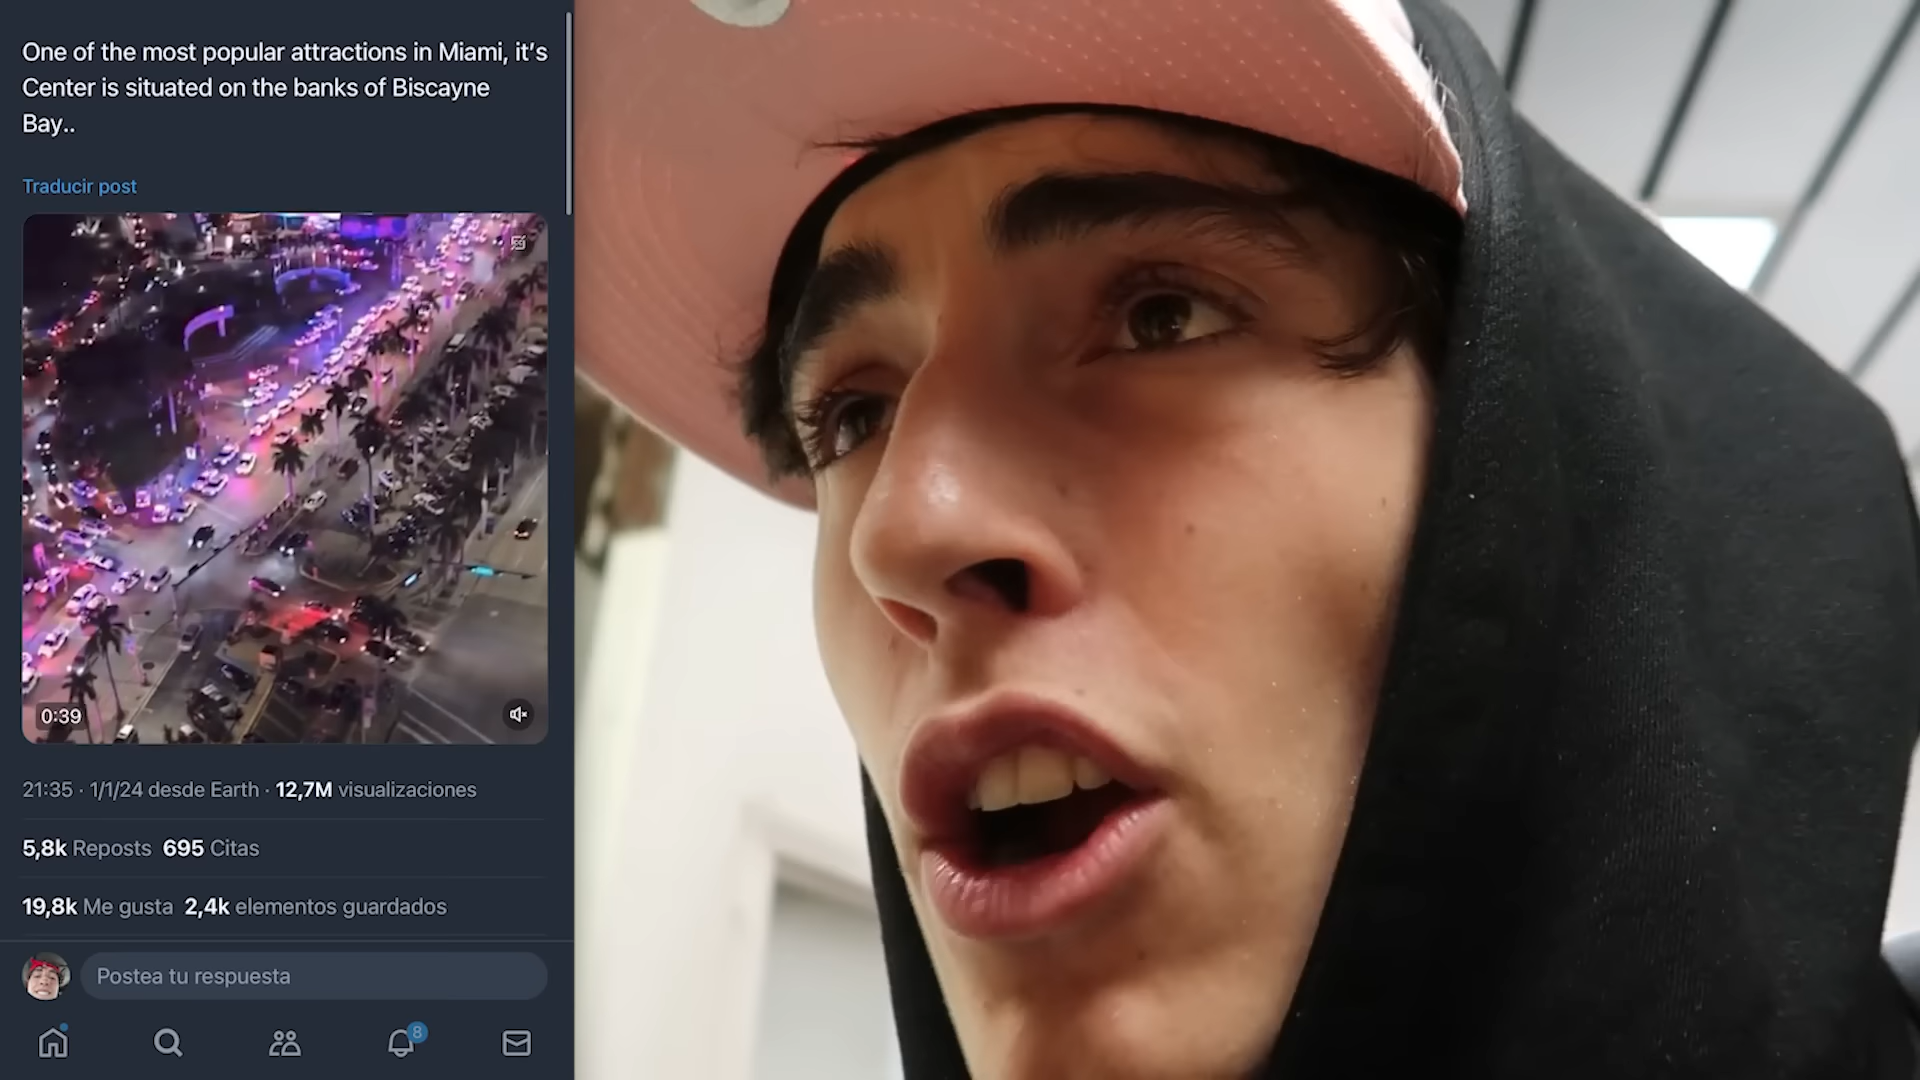 One of the most popular attractions in Miami, it’s
Center is situated on the banks of Biscayne
Bay..
Traducir post
0:39
21:35 · 1/1/24 desde Earth · 12,7M visualizaciones
5,8k Reposts 695 Citas
19,8k Me gusta 2,4k elementos guardados
Postea tu respuesta
8